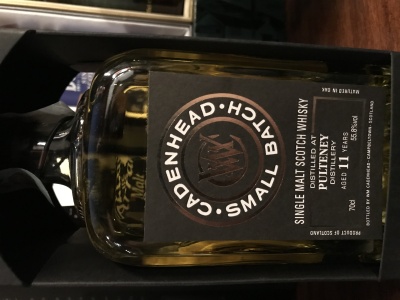 CADENHEAD · SMALL BATCH ·
SINGLE MALT SCOTCH WHISKY
DISTILLED AT
PULTENEY
DISTILLERY
AGED 11 YEARS
70cl
55.8%vol
BOTTLED BY WM CADENHEAD · CAMPBELTOWN · SCOTLAND
PRODUCT OF SCOTLAND
MATURED IN OAK